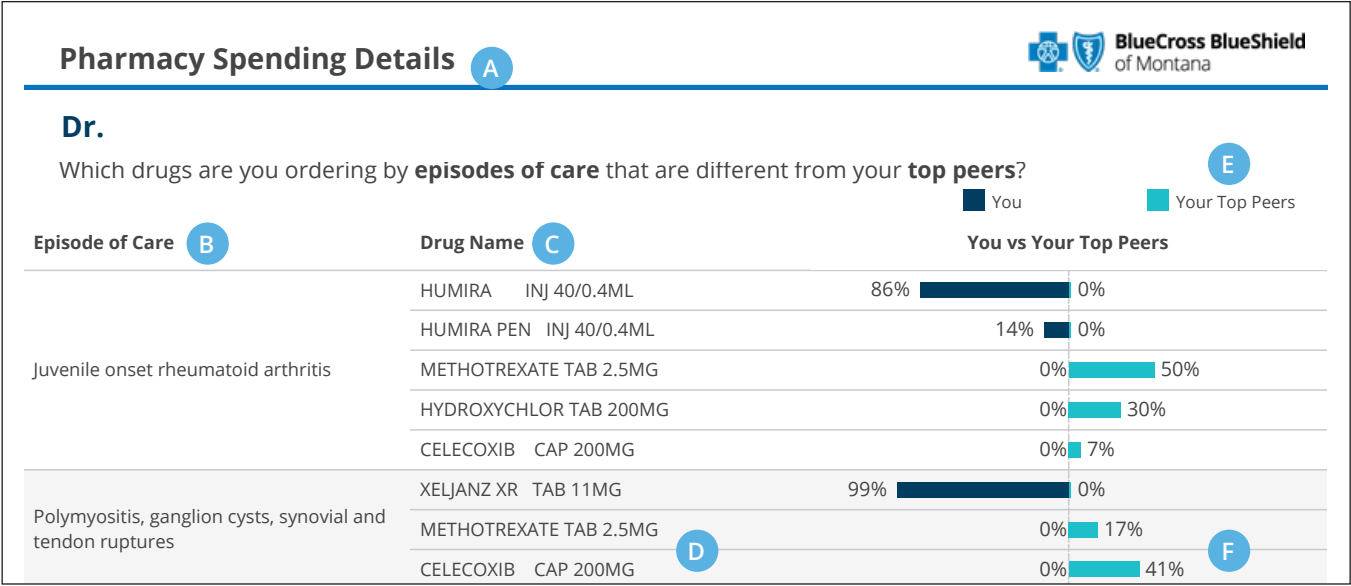 Pharmacy Spending Details A
BlueCross BlueShield
of Montana
Dr.
Which drugs are you ordering by episodes of care that are different from your top peers?
E
You Your Top Peers
Episode of Care B Drug Name C You vs Your Top Peers
HUMIRA INJ 40/0.4ML 86% 0%
HUMIRA PEN INJ 40/0.4ML 14% 0%
Juvenile onset rheumatoid arthritis METHOTREXATE TAB 2.5MG 0% 50%
HYDROXYCHLOR TAB 200MG 0% 30%
CELECOXIB CAP 200MG 0% 7%
XELJANZ XR TAB 11MG 99% 0%
Polymyositis, ganglion cysts, synovial and
tendon ruptures
METHOTREXATE TAB 2.5MG 0% 17%
D F
CELECOXIB CAP 200MG 0% 41%